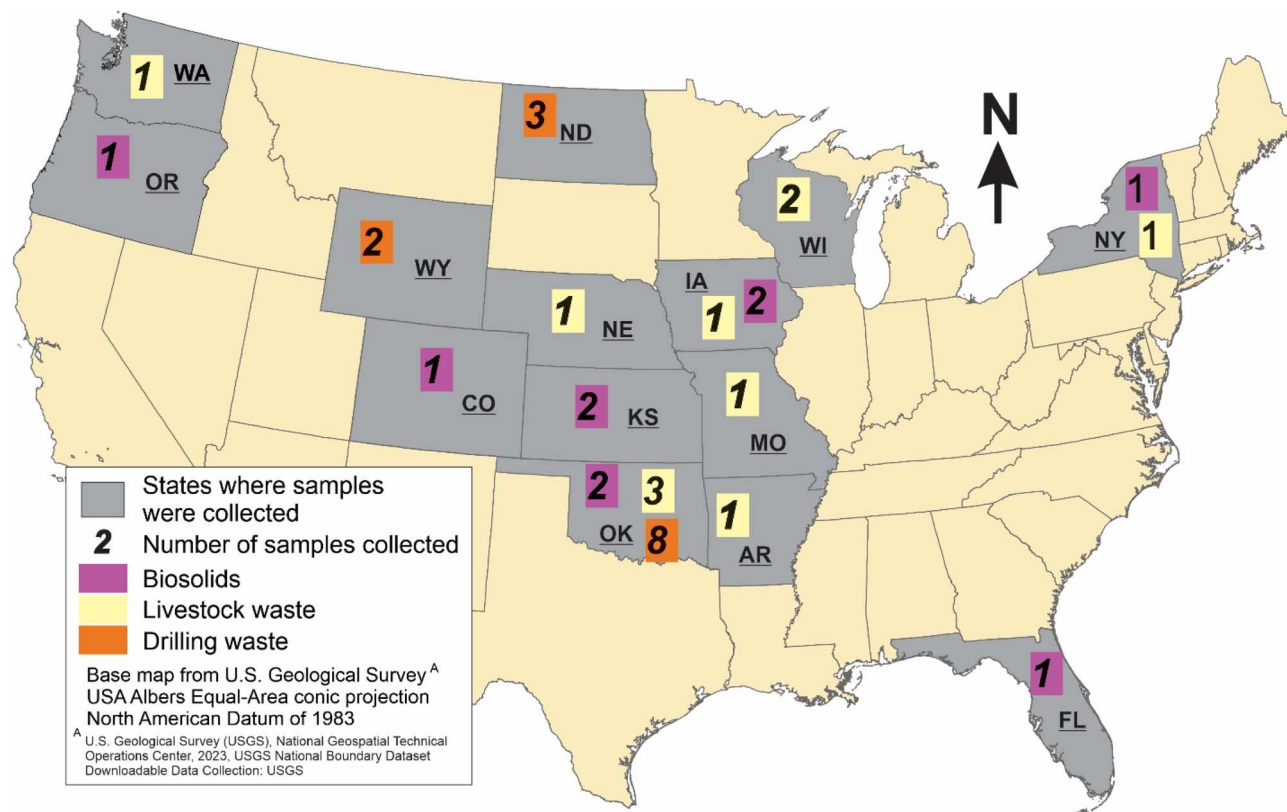 1 WA
1
OR
3
ND
2
WY
2
WI
N
1
NY 1
1
NE
IA
1 2
1
CO
2
KS
1
MO
2 3
OK 8
1
AR
1
FL
States where samples
were collected
2 Number of samples collected
Biosolids
Livestock waste
Drilling waste
Base map from U.S. Geological Survey A
USA Albers Equal-Area conic projection
North American Datum of 1983
A U.S. Geological Survey (USGS), National Geospatial Technical
Operations Center, 2023, USGS National Boundary Dataset
Downloadable Data Collection: USGS